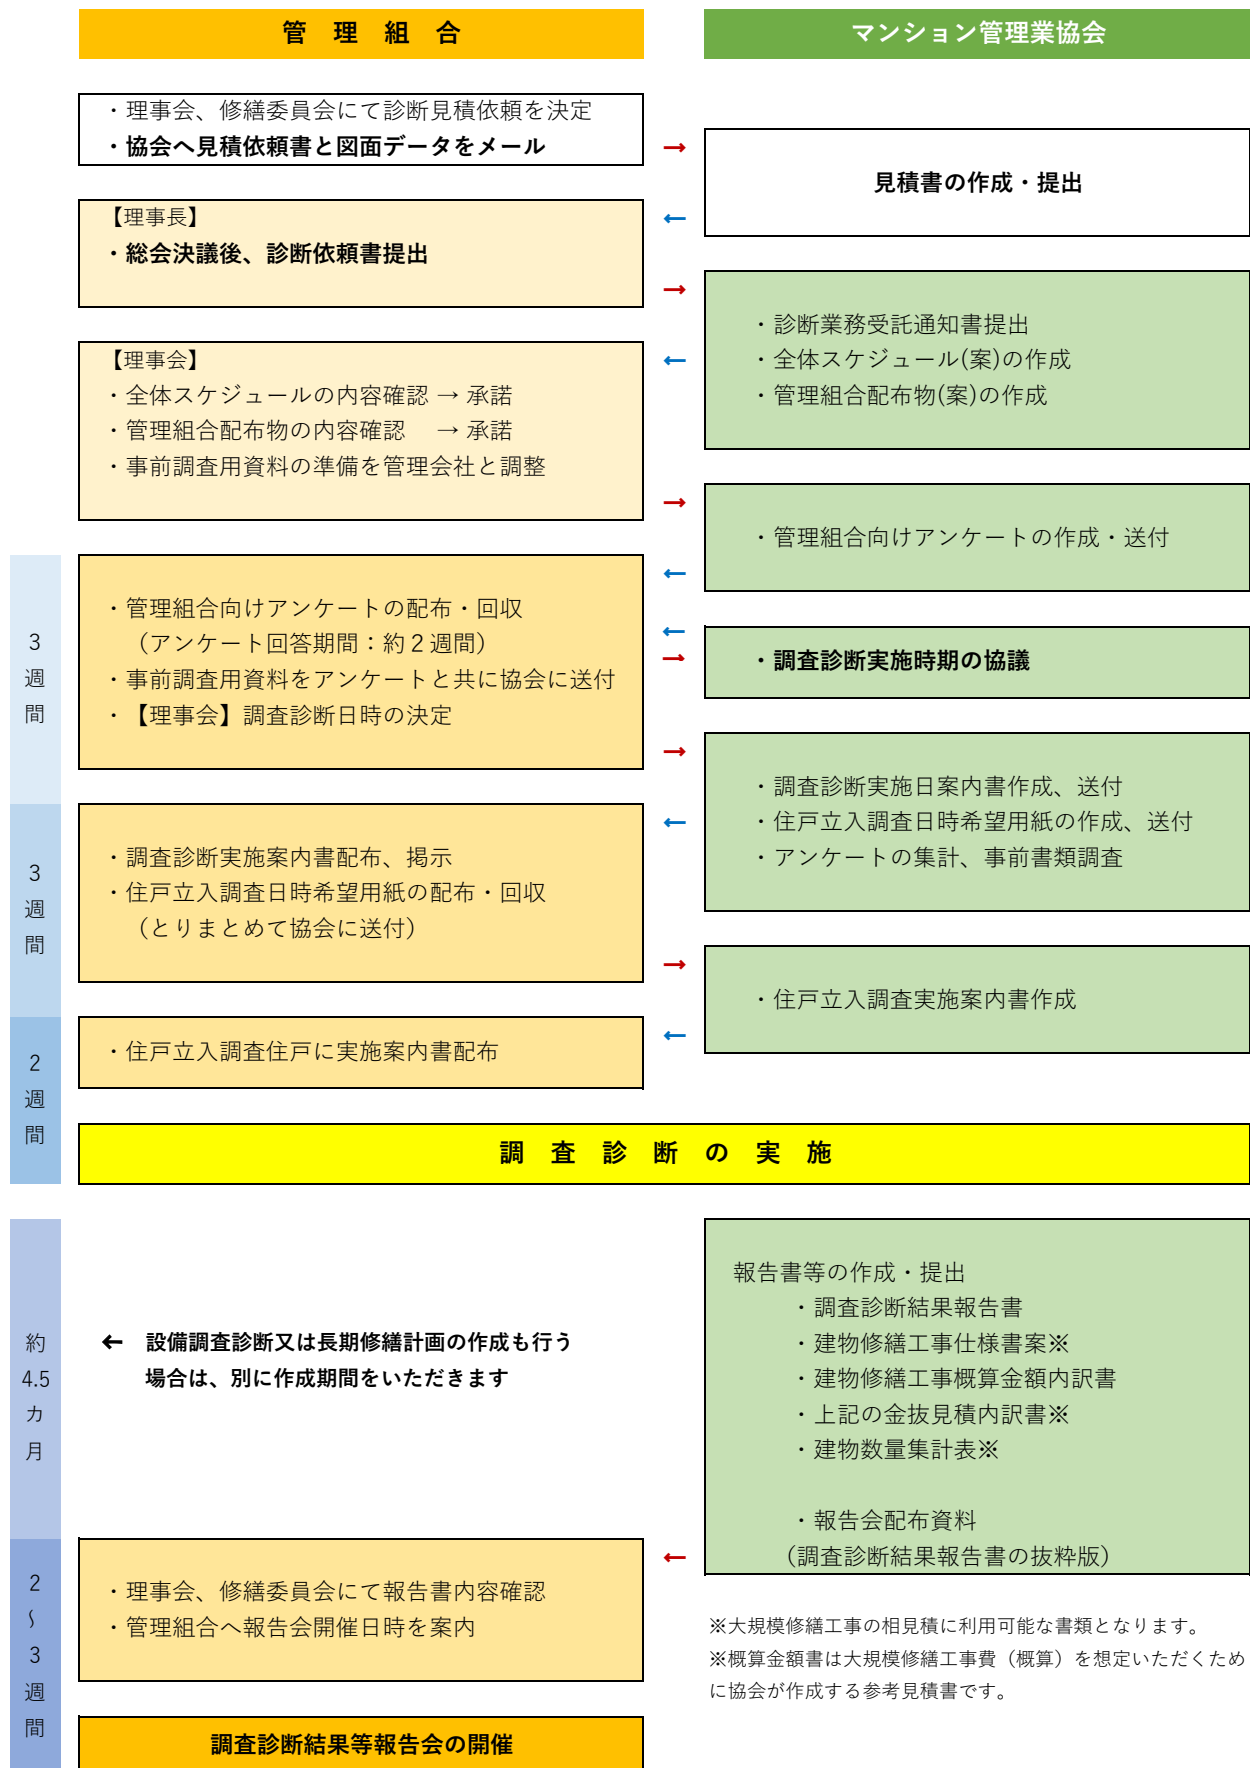 管 理 組 合
マンション管理業協会
・理事会、修繕委員会にて診断見積依頼を決定
・協会へ見積依頼書と図面データをメール
→
見積書の作成・提出
←
【理事長】
・総会決議後、診断依頼書提出
→
・診断業務受託通知書提出
・全体スケジュール(案)の作成
・管理組合配布物(案)の作成
←
【理事会】
・全体スケジュールの内容確認 → 承諾
・管理組合配布物の内容確認 → 承諾
・事前調査用資料の準備を管理会社と調整
→
・管理組合向けアンケートの作成・送付
←
3
週
間
・管理組合向けアンケートの配布・回収
（アンケート回答期間：約２週間）
・事前調査用資料をアンケートと共に協会に送付
・【理事会】調査診断日時の決定
←
→
・調査診断実施時期の協議
→
・調査診断実施日案内書作成、送付
・住戸立入調査日時希望用紙の作成、送付
・アンケートの集計、事前書類調査
←
3
週
間
・調査診断実施案内書配布、掲示
・住戸立入調査日時希望用紙の配布・回収
（とりまとめて協会に送付）
→
・住戸立入調査実施案内書作成
←
2
週
間
・住戸立入調査住戸に実施案内書配布
調 査 診 断 の 実 施
約
4.5
カ
月
← 設備調査診断又は長期修繕計画の作成も行う
場合は、別に作成期間をいただきます
報告書等の作成・提出
・調査診断結果報告書
・建物修繕工事仕様書案※
・建物修繕工事概算金額内訳書
・上記の金抜見積内訳書※
・建物数量集計表※
・報告会配布資料
（調査診断結果報告書の抜粋版）
←
2
〜
3
週
間
・理事会、修繕委員会にて報告書内容確認
・管理組合へ報告会開催日時を案内
※大規模修繕工事の相見積に利用可能な書類となります。
※概算金額書は大規模修繕工事費（概算）を想定いただくため
に協会が作成する参考見積書です。
調査診断結果等報告会の開催